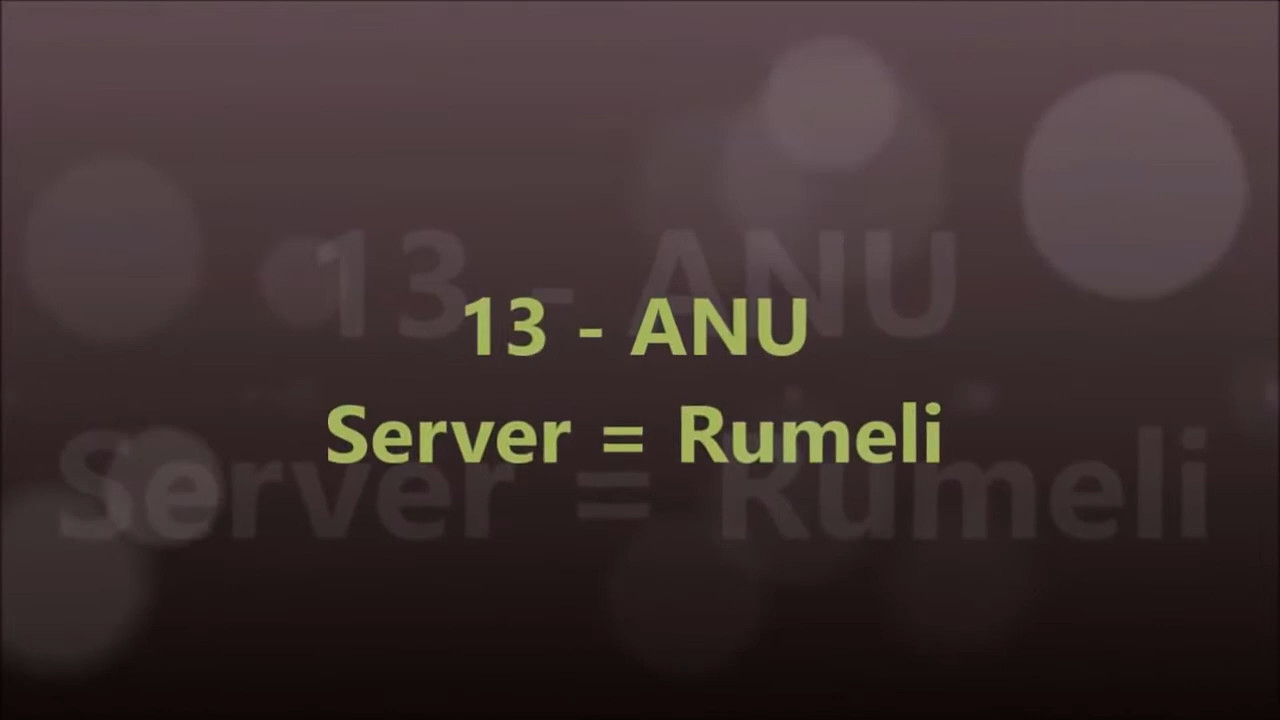 13 - ANU
Server = Rumeli